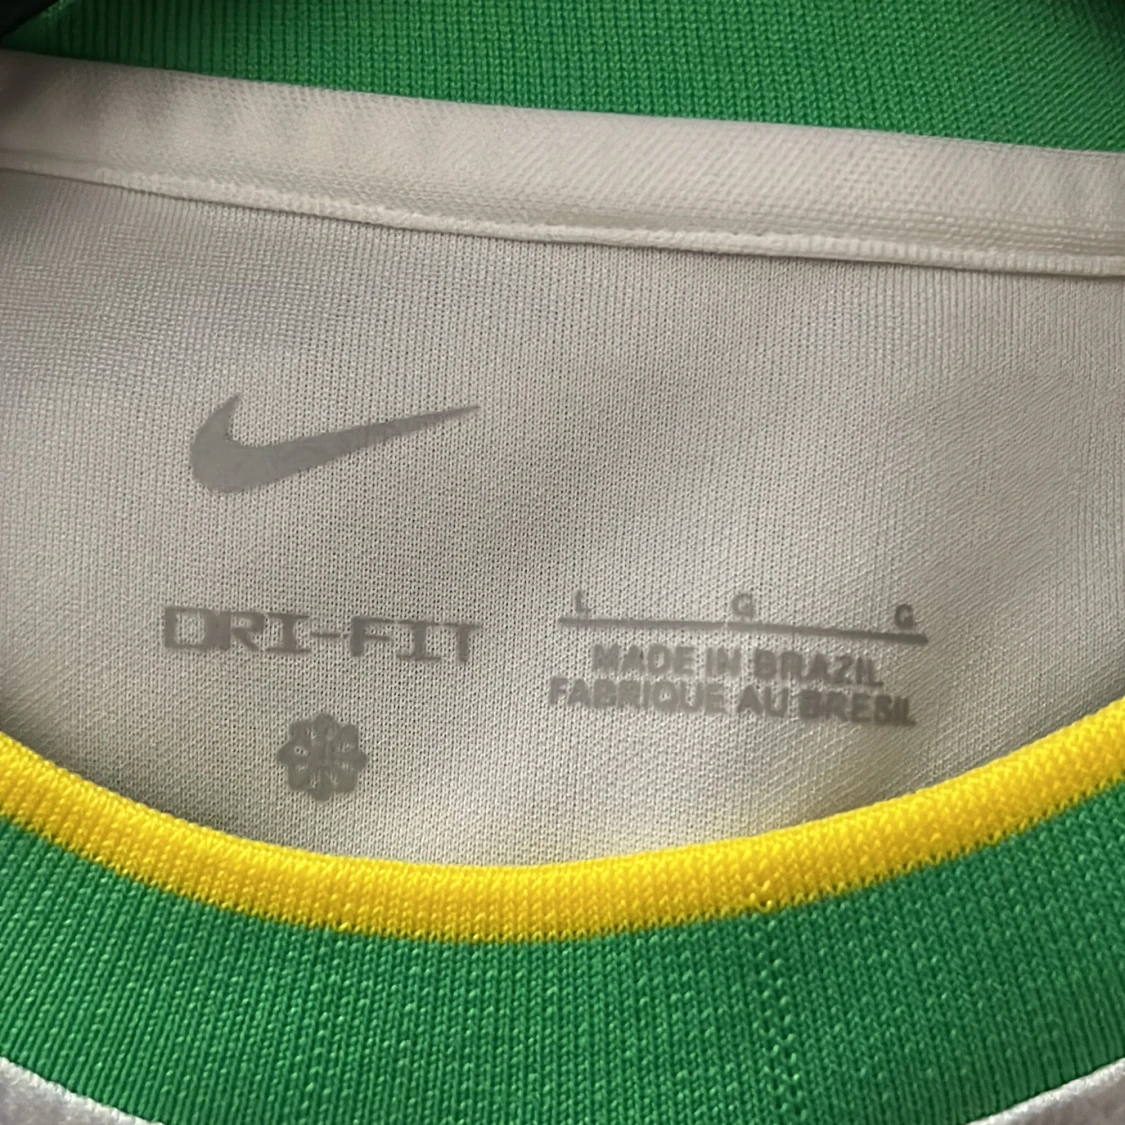 DRI-FIT
L G G
MADE IN BRAZIL
FABRIQUE AU BRESIL